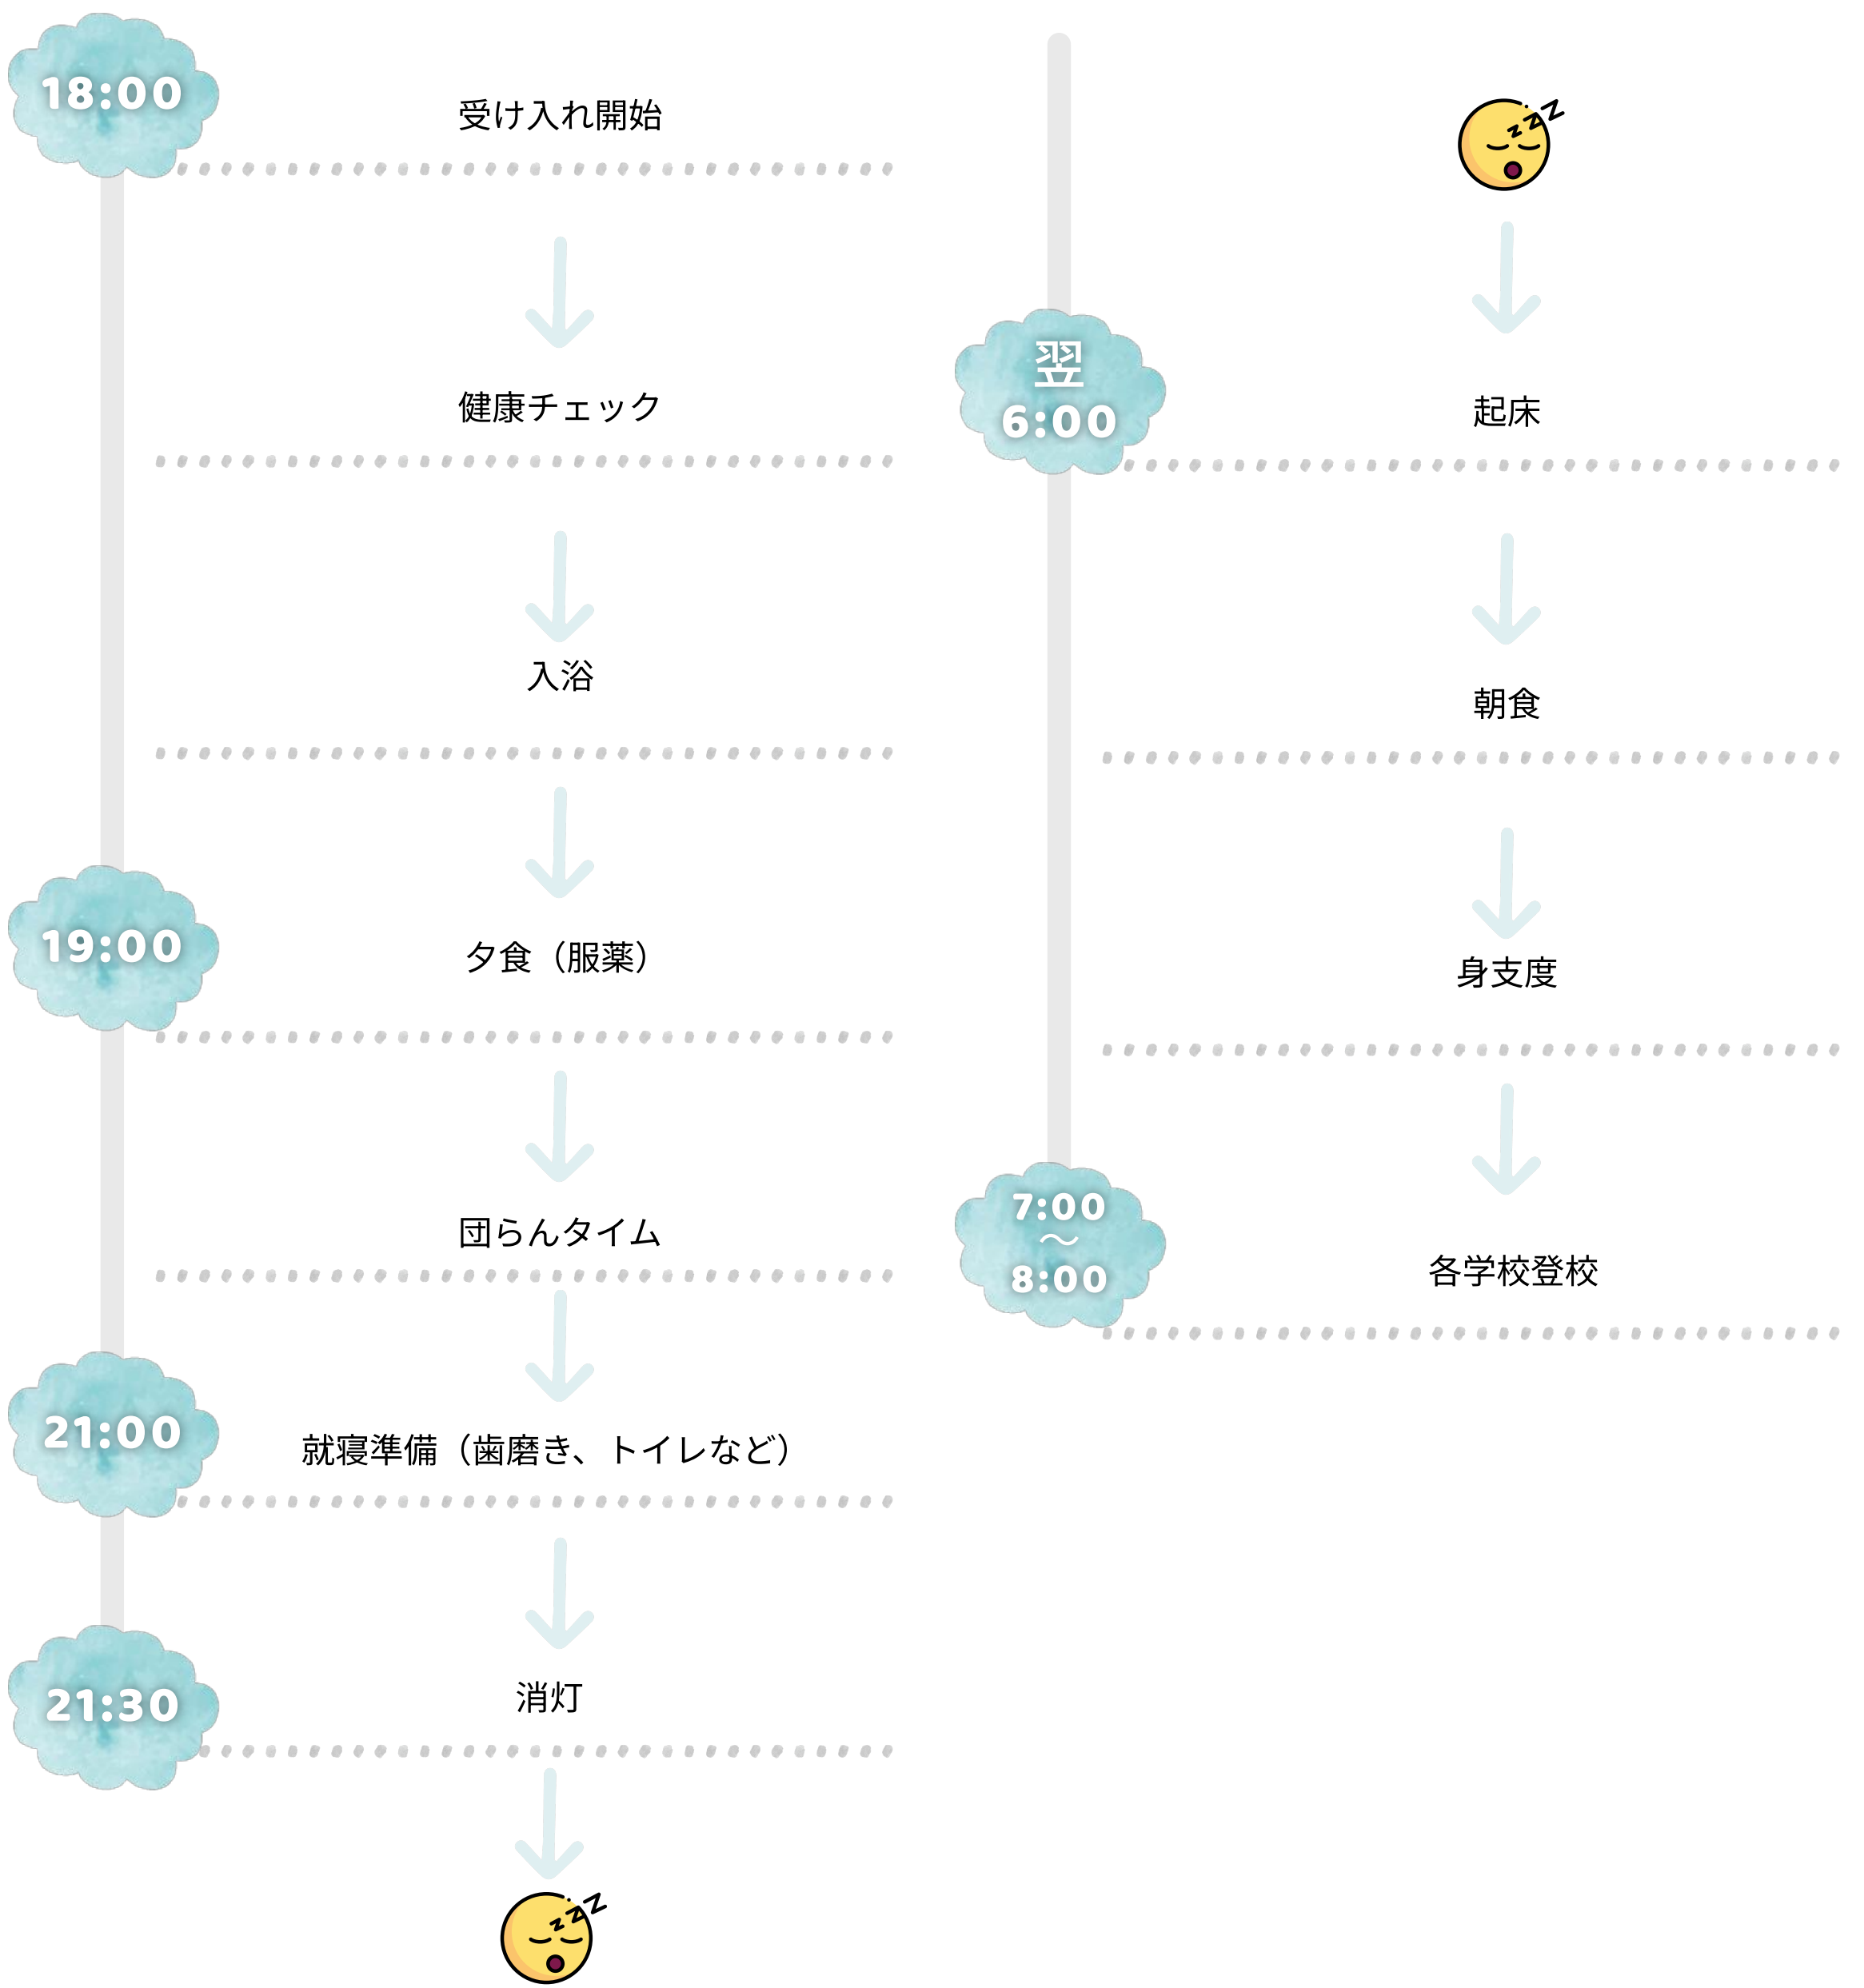 18:00
受け入れ開始
健康チェック
入浴
19:00
夕食（服薬）
団らんタイム
21:00
就寝準備（歯磨き、トイレなど）
21:30
消灯
zzZ
zzZ
翌
6:00
起床
朝食
身支度
7:00
〜
8:00
各学校登校